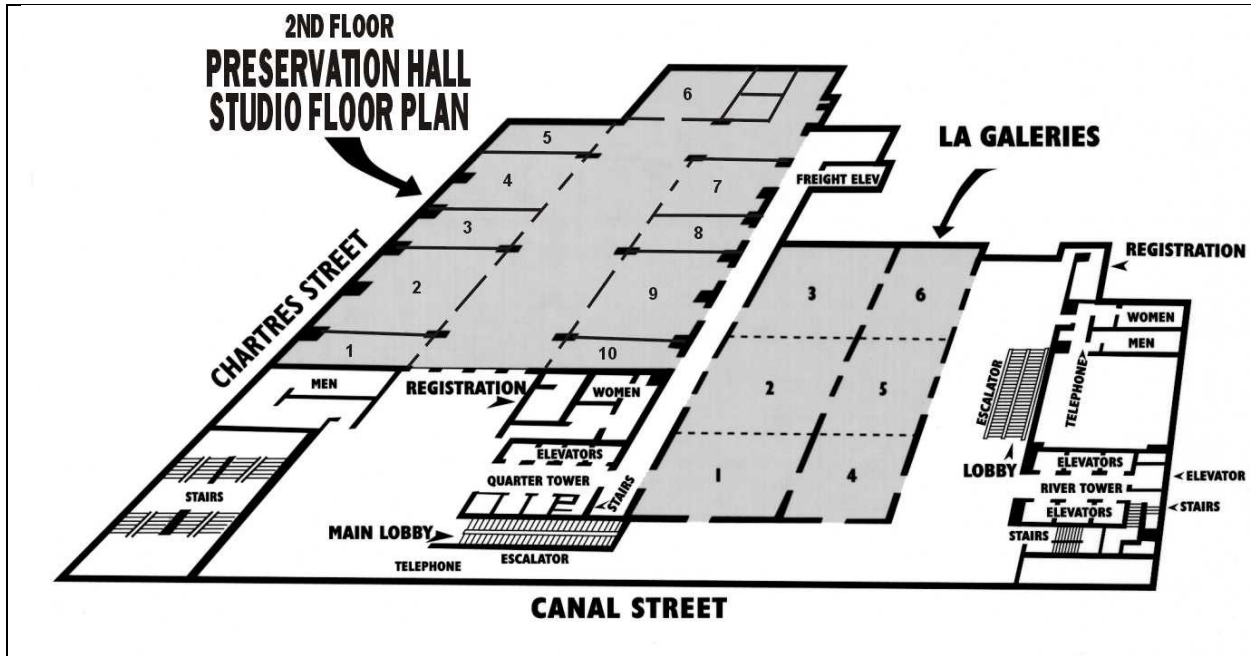 2ND FLOOR
PRESERVATION HALL
STUDIO FLOOR PLAN
6
5
LA GALERIES
4
7
FREIGHT ELEV
3
8
REGISTRATION
CHARTRES STREET
2
9
3
6
WOMEN
MEN
1
10
ESCALATOR
TELEPHONE
MEN
REGISTRATION
WOMEN
2
5
ELEVATORS
LOBBY
ELEVATORS
QUARTER TOWER
1
4
ELEVATOR
RIVER TOWER
STAIRS
STAIRS
STAIRS
ELEVATORS
MAIN LOBBY
STAIRS
ESCALATOR
TELEPHONE
CANAL STREET